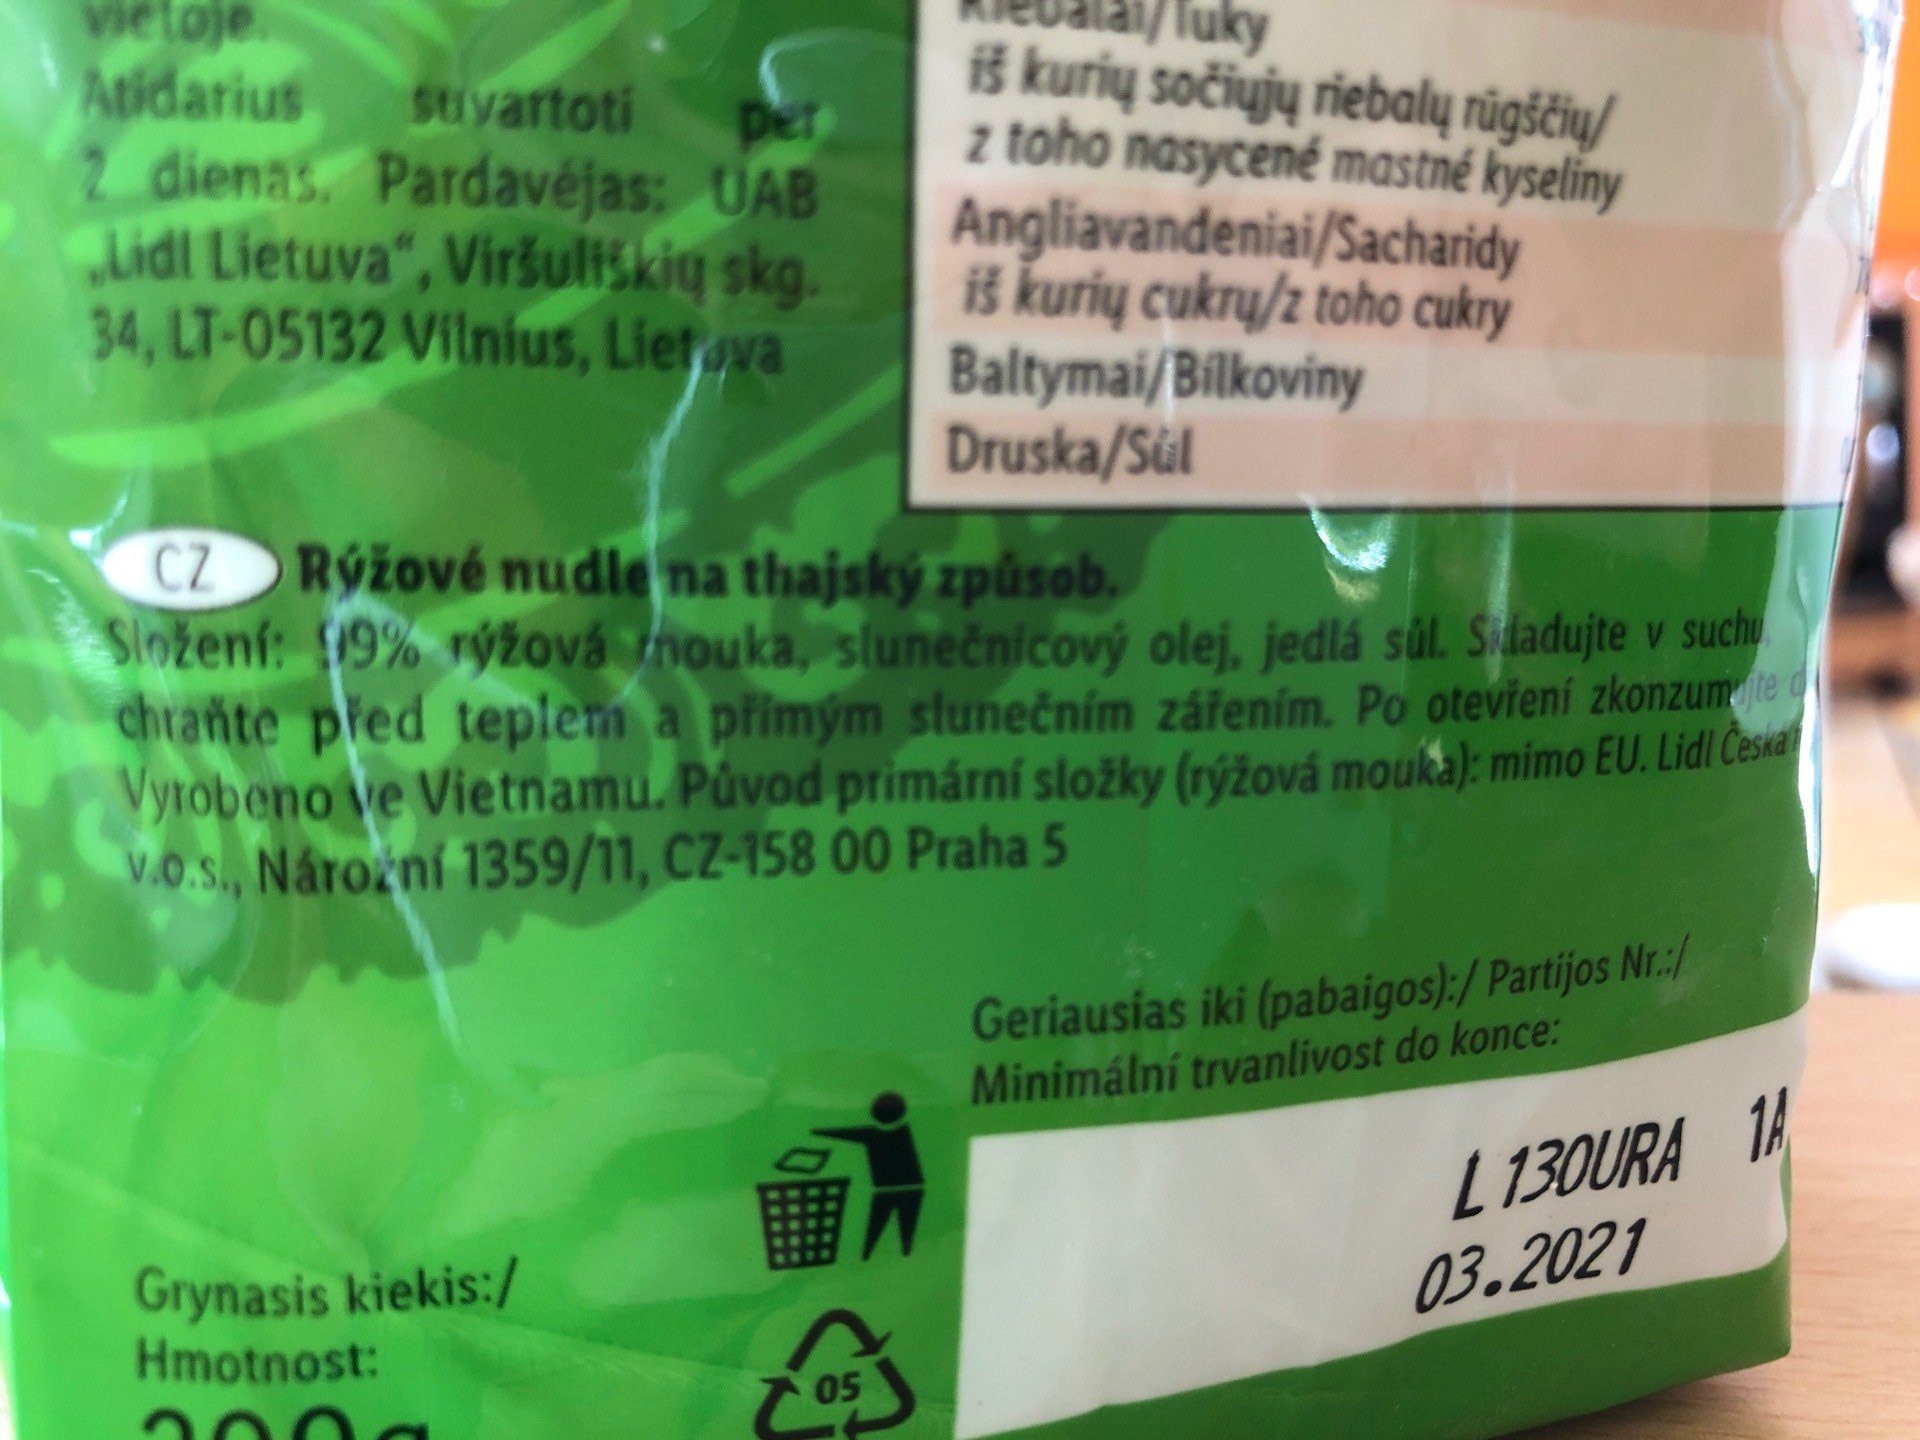 vietoje.
Atidarius suvartoti per
2 dienas. Pardavėjas: UAB
„Lidl Lietuva“, Viršuliškių skg.
34, LT-05132 Vilnius, Lietuva
Riebalai/Tuky
iš kurių sočiųjų riebalų rūgščių/
z toho nasycené mastné kyseliny
Angliavandeniai/Sacharidy
iš kurių cukrų/z toho cukry
Baltymai/Bílkoviny
Druska/Sůl
CZ Rýžové nudle na thajský způsob.
Složení: 99% rýžová mouka, slunečnicový olej, jedlá sůl. Skladujte v suchu,
chraňte před teplem a přímým slunečním zářením. Po otevření zkonzumujte
Vyrobeno ve Vietnamu. Původ primární složky (rýžová mouka): mimo EU. Lidl Česká
v.o.s., Nárožní 1359/11, CZ-158 00 Praha 5
Geriausias iki (pabaigos):/ Partijos Nr.:/
Minimální trvanlivost do konce:
L 130URA 1A
03.2021
Grynasis kiekis:/
Hmotnost:
05